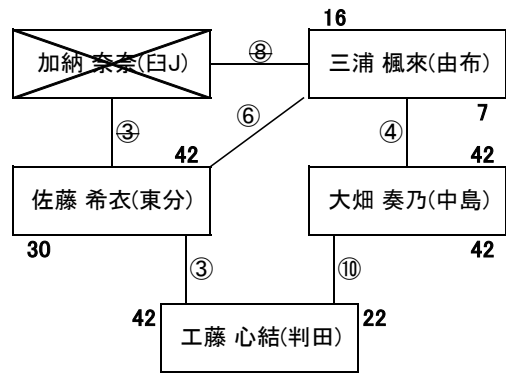 16
加納 奈奈(臼J)
⑧
三浦 楓來(由布)
7
③
⑥
④
42
42
佐藤 希衣(東分)
大畑 奏乃(中島)
30
42
③
⑩
42
工藤 心結(判田)
22